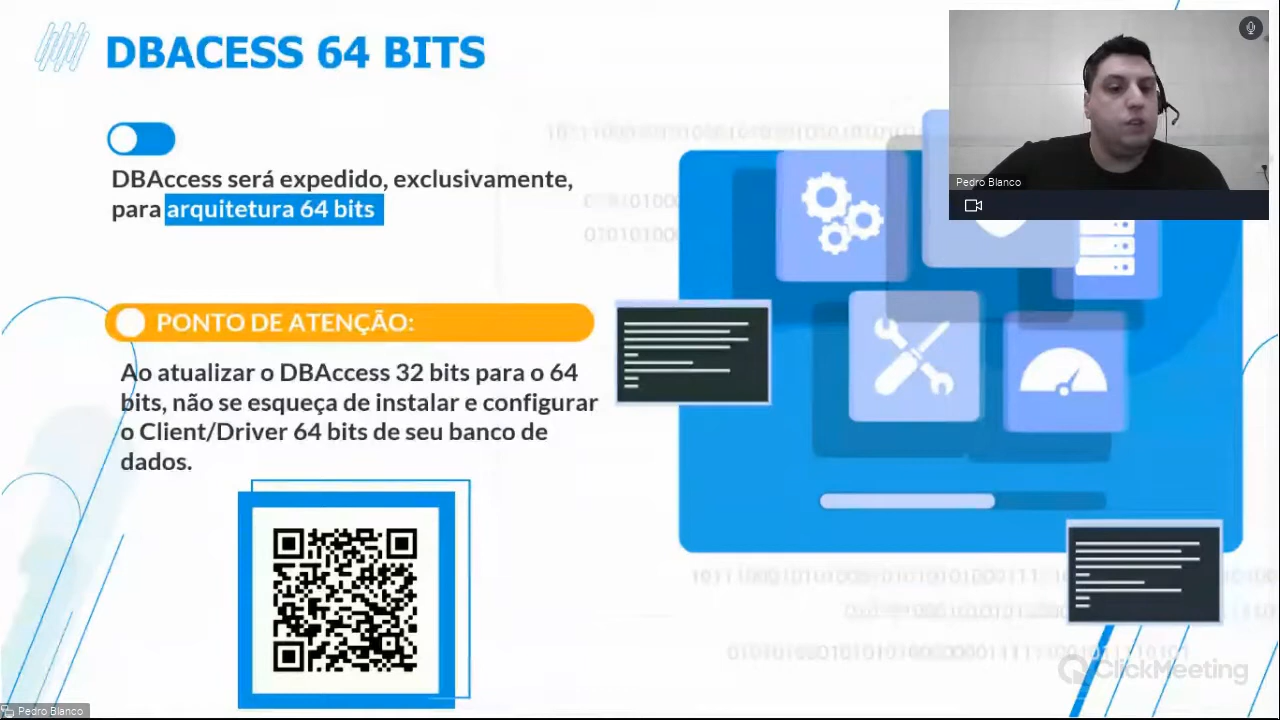 DBACESS 64 BITS
DBAccess será expedido, exclusivamente,
para arquitetura 64 bits
PONTO DE ATENÇÃO:
Ao atualizar o DBAccess 32 bits para o 64
bits, não se esqueça de instalar e configurar
o Client/Driver 64 bits de seu banco de
dados.
Pedro Blanco
ClickMeeting
Pedro Blanco